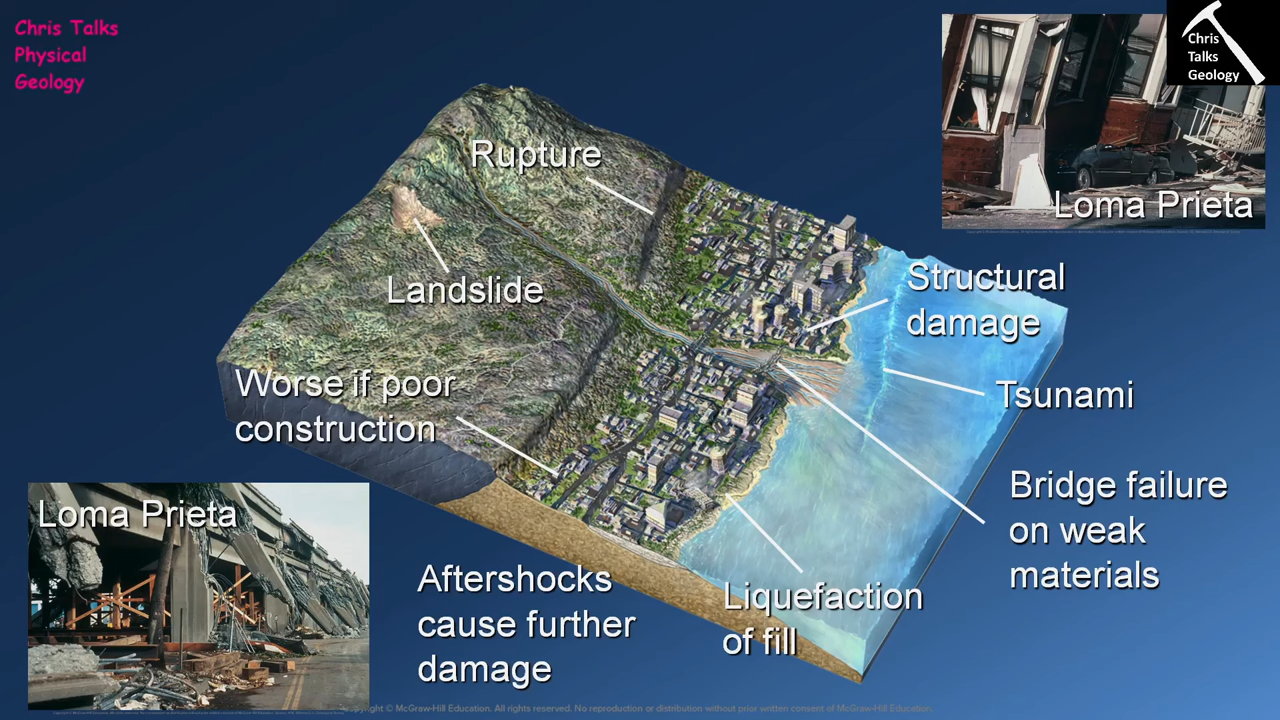 Chris Talks
Physical
Geology
Chris
Talks
Geology
Rupture
Loma Prieta
Landslide
Structural
damage
Worse if poor
construction
Tsunami
Bridge failure
on weak
materials
Loma Prieta
Aftershocks
cause further
damage
Liquefaction
of fill
© McGraw-Hill Education. All rights reserved. No reproduction or distribution without prior written consent of McGraw-Hill Education.